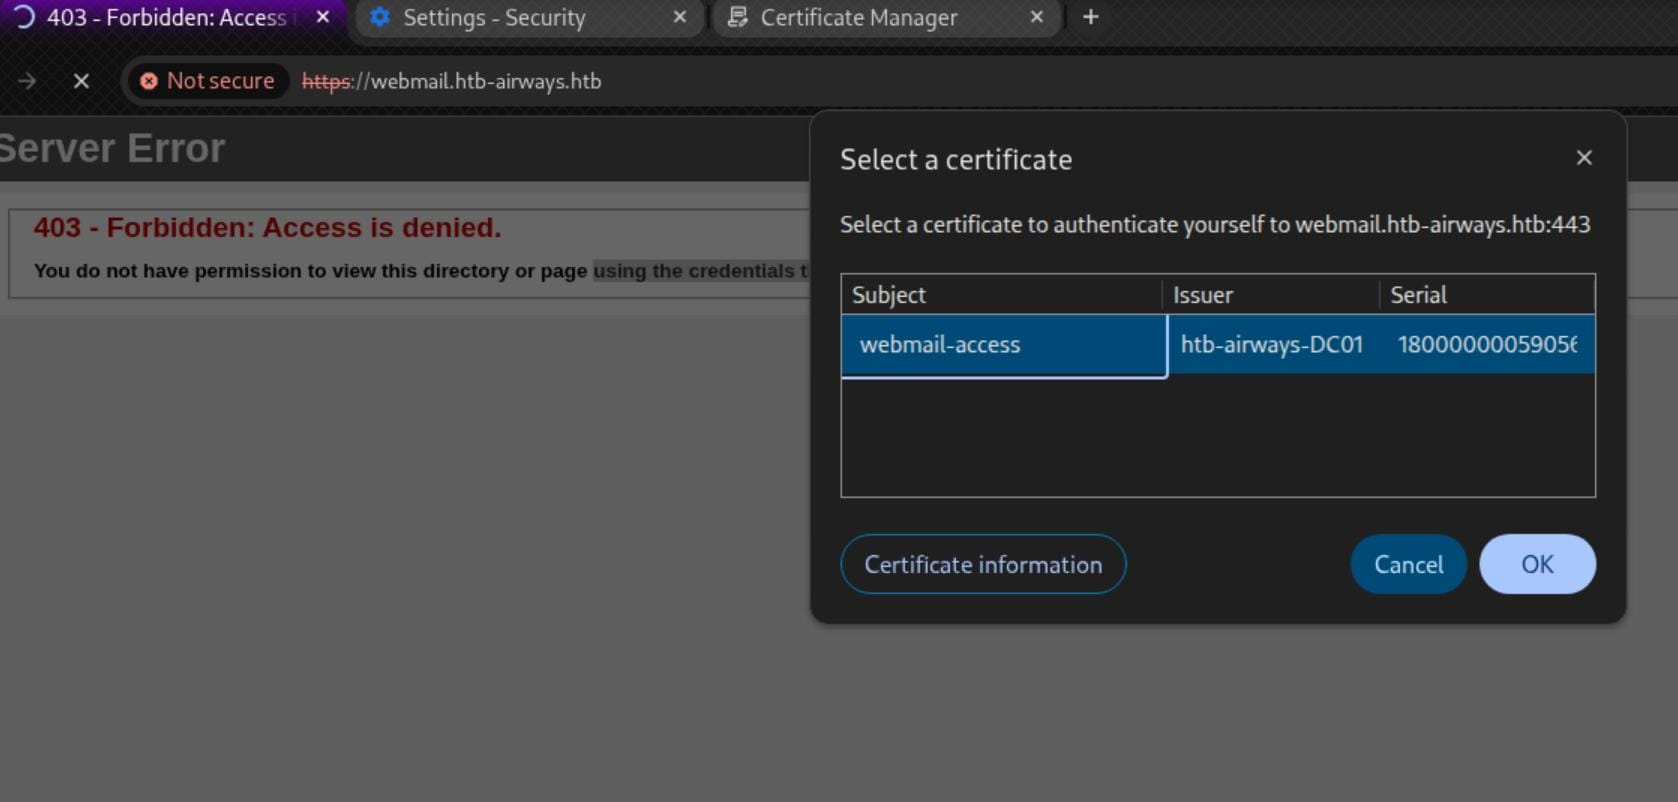 403 - Forbidden: Access
Settings - Security
Certificate Manager
Not secure
https://webmail.htb-airways.htb
Server Error
403 - Forbidden: Access is denied.
You do not have permission to view this directory or page using the credentials
Select a certificate
Select a certificate to authenticate yourself to webmail.htb-airways.htb:443
Subject Issuer Serial
webmail-access htb-airways-DC01 18000000059056
Certificate information Cancel OK